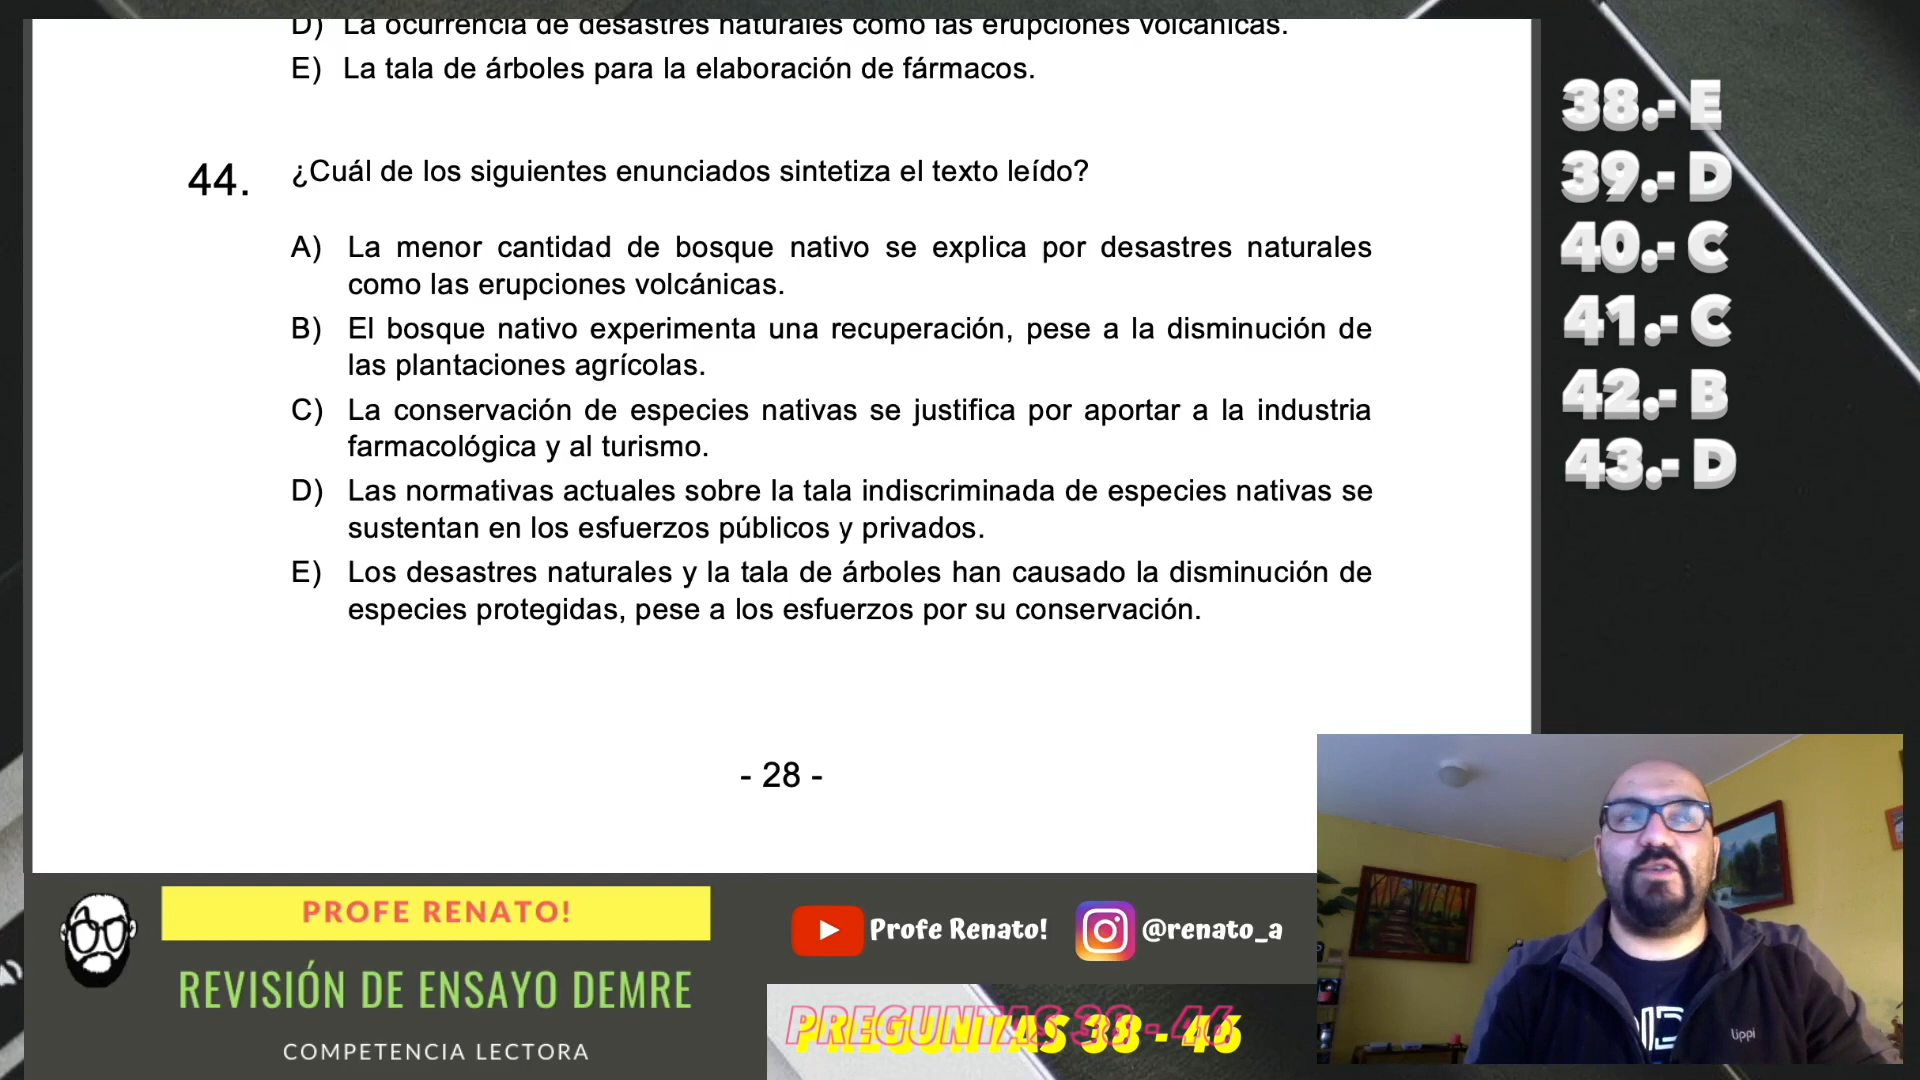 D) La ocurrencia de desastres naturales como las erupciones volcánicas.
E) La tala de árboles para la elaboración de fármacos.
44. ¿Cuál de los siguientes enunciados sintetiza el texto leído?
A) La menor cantidad de bosque nativo se explica por desastres naturales
como las erupciones volcánicas.
B) El bosque nativo experimenta una recuperación, pese a la disminución de
las plantaciones agrícolas.
C) La conservación de especies nativas se justifica por aportar a la industria
farmacológica y al turismo.
D) Las normativas actuales sobre la tala indiscriminada de especies nativas se
sustentan en los esfuerzos públicos y privados.
E) Los desastres naturales y la tala de árboles han causado la disminución de
especies protegidas, pese a los esfuerzos por su conservación.
- 28 -
38.- E
39.- D
40.- C
41.- C
42.- B
43.- D
PROFE RENATO!
REVISIÓN DE ENSAYO DEMRE
COMPETENCIA LECTORA
Profe Renato!
@renato_a
PREGUNTAS 38 - 46
lippi